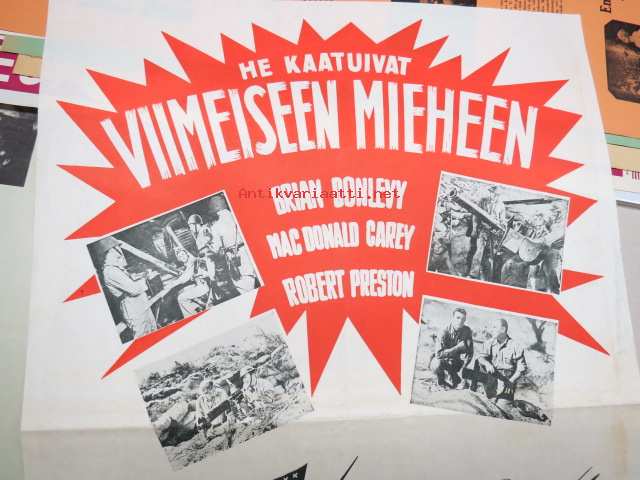 HE KAATUIVAT
VIIMEISEEN MIEHEEN
Antikvariaatti.net
BRIAN DONLEVY
MAC DONALD CAREY
ROBERT PRESTON